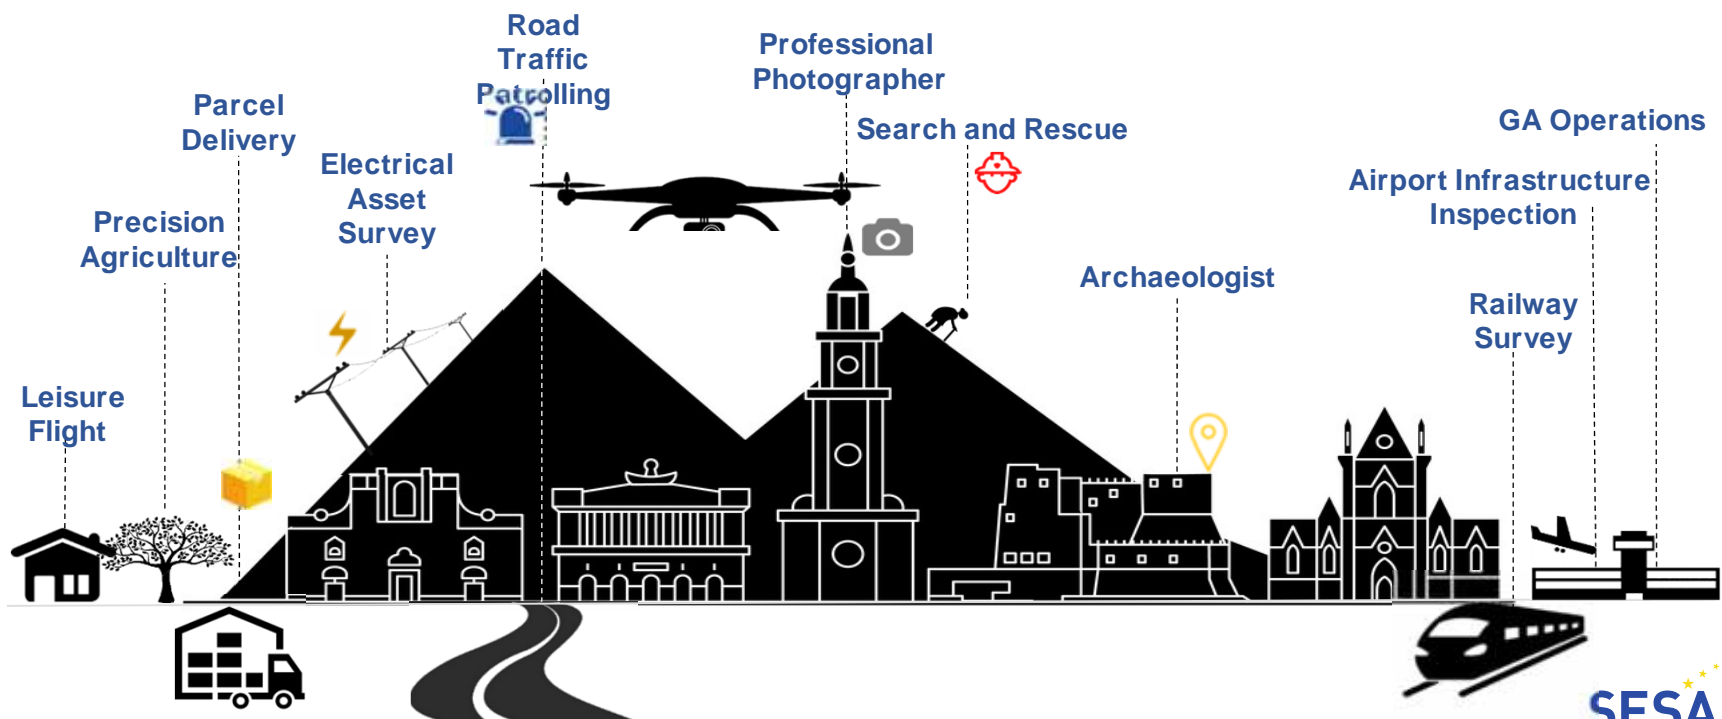 Road
Traffic
Patrolling
Professional
Photographer
Parcel
Delivery
Search and Rescue
GA Operations
Electrical
Asset
Survey
Airport Infrastructure
Inspection
Precision
Agriculture
Archaeologist
Railway
Survey
Leisure
Flight
SESA